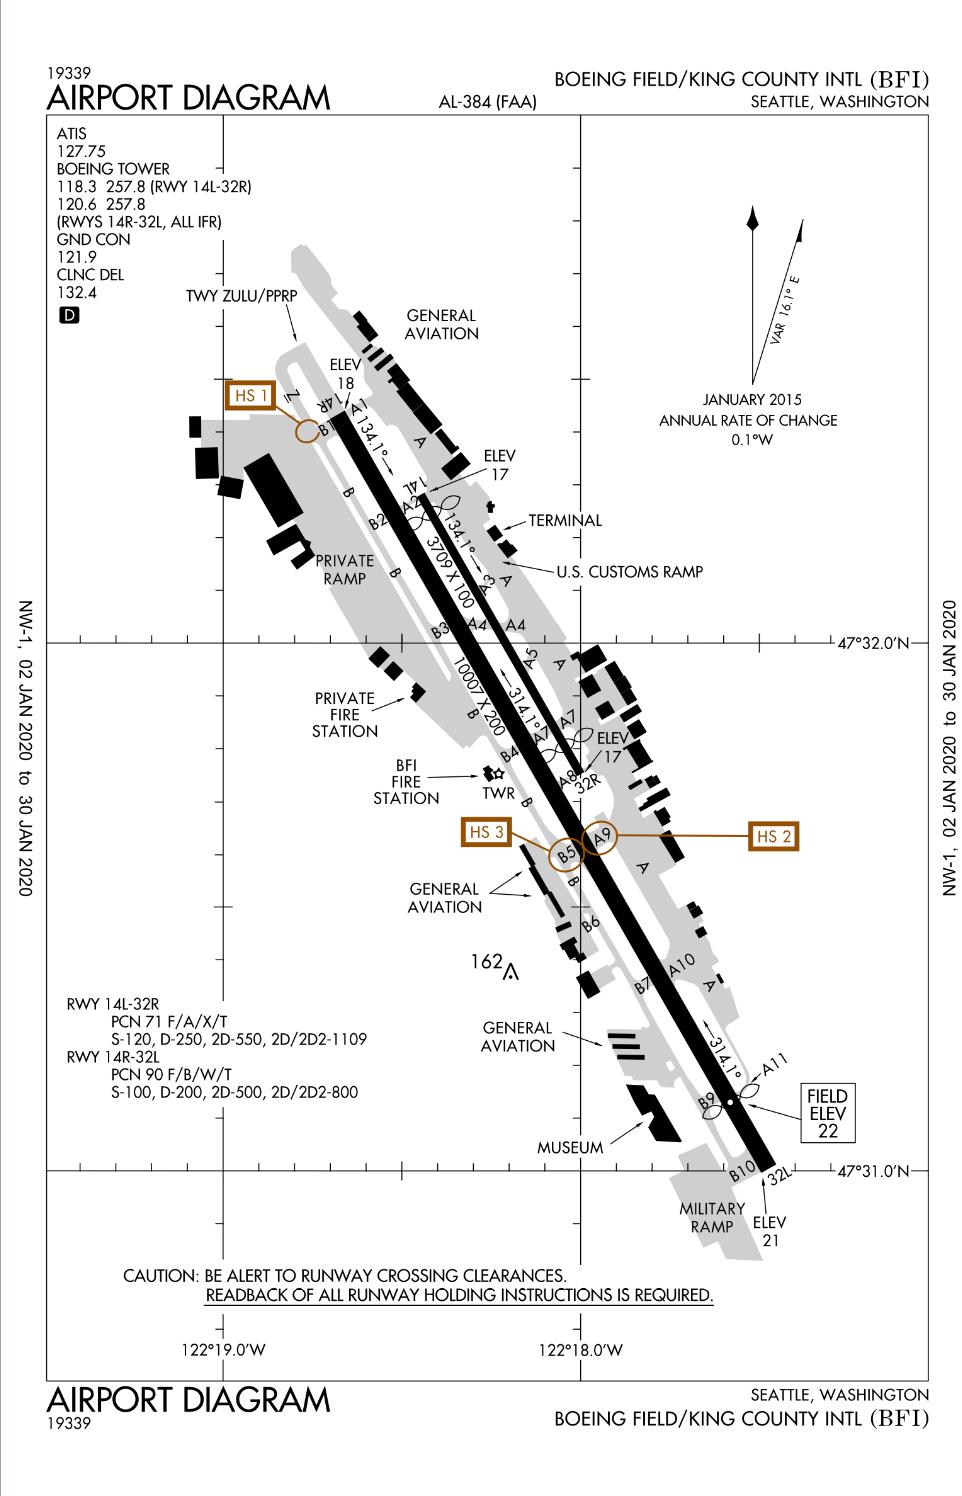 19339
AIRPORT DIAGRAM
AL-384 (FAA)
BOEING FIELD/KING COUNTY INTL (BFI)
SEATTLE, WASHINGTON
ATIS
127.75
BOEING TOWER
118.3 257.8 (RWY 14L-32R)
120.6 257.8
(RWYS 14R-32L, ALL IFR)
GND CON
121.9
CLNC DEL
132.4
D
VAR 16.1° E
JANUARY 2015
ANNUAL RATE OF CHANGE
0.1°W
TWY ZULU/PPRP
GENERAL
AVIATION
ELEV
18
HS 1
Z
14R
A1
B1
134.1°
A
ELEV
17
14L
B
B2
A2
134.1°
TERMINAL
U.S. CUSTOMS RAMP
PRIVATE
RAMP
B
3709 X 100
A3
A
B3
A4
A4
47°32.0'N
A5
A
10007 X 200
314.1°
PRIVATE
FIRE
STATION
B
A7
A7
B4
ELEV
17
BFI
FIRE
STATION
TWR
A8
32R
B
HS 3
HS 2
B5
A9
A
B
GENERAL
AVIATION
B6
162
B7
A10
A
RWY 14L-32R
PCN 71 F/A/X/T
S-120, D-250, 2D-550, 2D/2D2-1109
RWY 14R-32L
PCN 90 F/B/W/T
S-100, D-200, 2D-500, 2D/2D2-800
GENERAL
AVIATION
314.1°
A11
B9
FIELD
ELEV
22
MUSEUM
47°31.0'N
B10
32L
MILITARY
RAMP
ELEV
21
CAUTION: BE ALERT TO RUNWAY CROSSING CLEARANCES.
READBACK OF ALL RUNWAY HOLDING INSTRUCTIONS IS REQUIRED.
122°19.0'W
122°18.0'W
NW-1, 02 JAN 2020 to 30 JAN 2020
NW-1, 02 JAN 2020 to 30 JAN 2020
AIRPORT DIAGRAM
19339
SEATTLE, WASHINGTON
BOEING FIELD/KING COUNTY INTL (BFI)